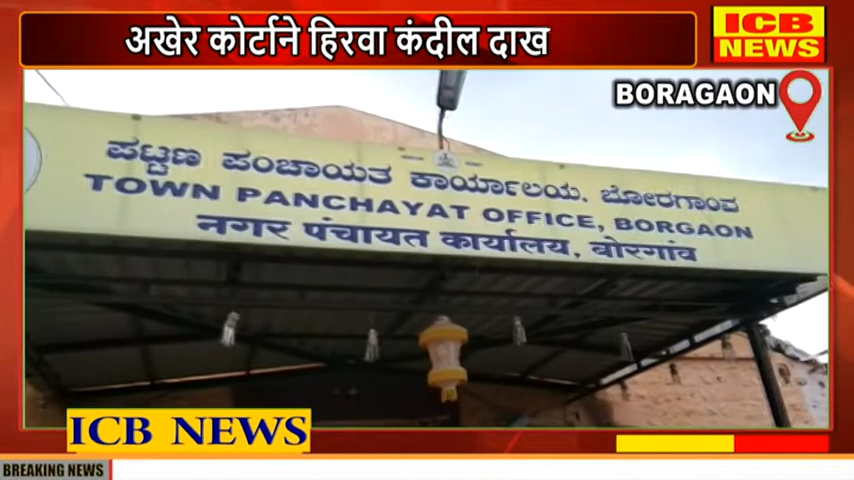 अखेर कोर्टाने हिरवा कंदील दाख
ICB
NEWS
BORAGAON
ಪಟ್ಟಣ ಪಂಚಾಯತ ಕಾರ್ಯಾಲಯ, ಬೋರಗಾಂವ
TOWN PANCHAYAT OFFICE, BORGAON
नगर पंचायत कार्यालय, बोरगांव
ICB NEWS
BREAKING NEWS